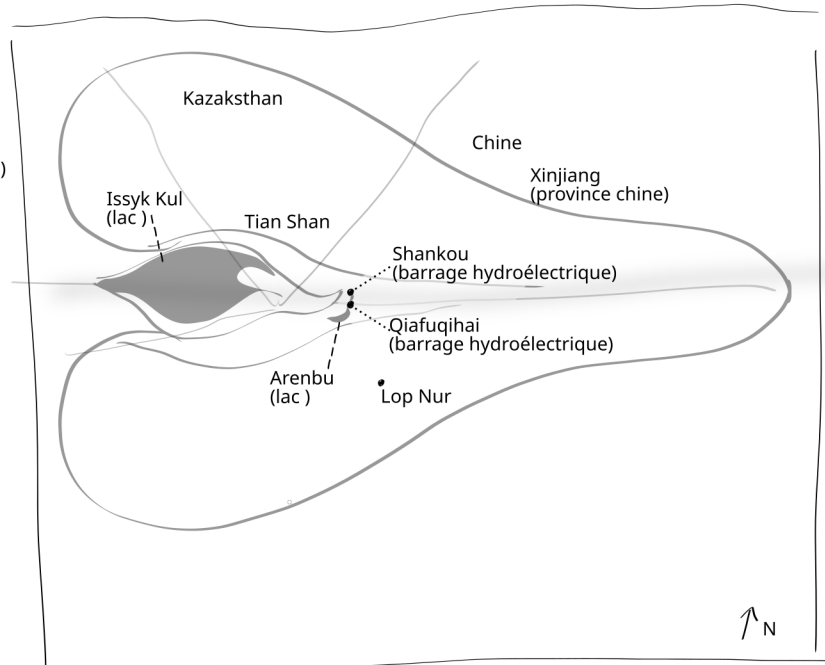 Kazaksthan
Chine
)
Xinjiang
(province chine)
Issyk Kul
(lac )
Tian Shan
Shankou
(barrage hydroélectrique)
Qiafuqihai
(barrage hydroélectrique)
Arenbu
(lac )
Lop Nur
N